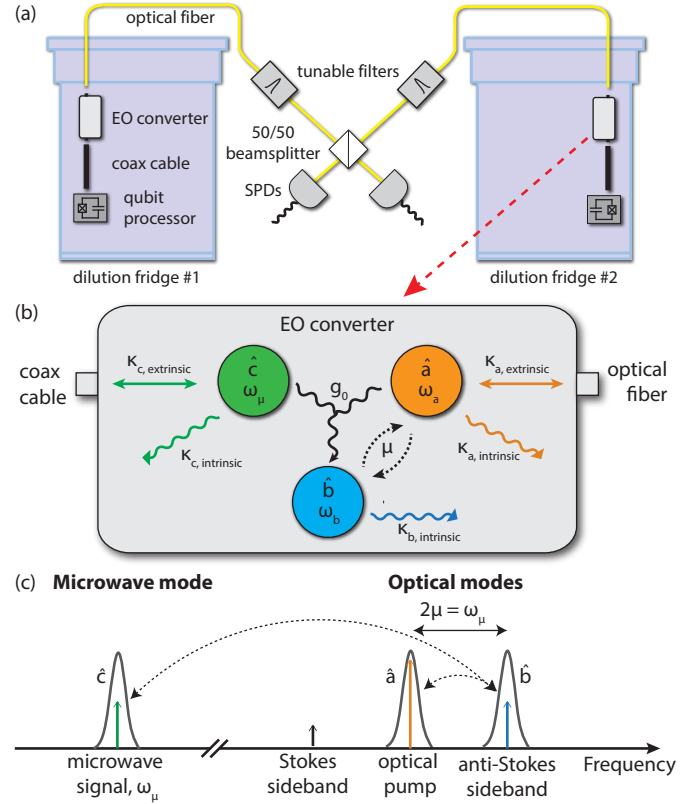 (a)
optical fiber
tunable filters
EO converter
50/50
beamsplitter
coax cable
SPDs
qubit
processor
dilution fridge #1
dilution fridge #2
(b)
EO converter
coax
cable
κc, extrinsic
ĉ
ωμ
g0
â
ωa
κa, extrinsic
optical
fiber
κc, intrinsic
μ
κa, intrinsic
b̂
ωb
κb, intrinsic
(c)
Microwave mode
Optical modes
2μ = ωμ
ĉ
â
b̂
microwave
signal, ωμ
Stokes
sideband
optical
pump
anti-Stokes
sideband
Frequency